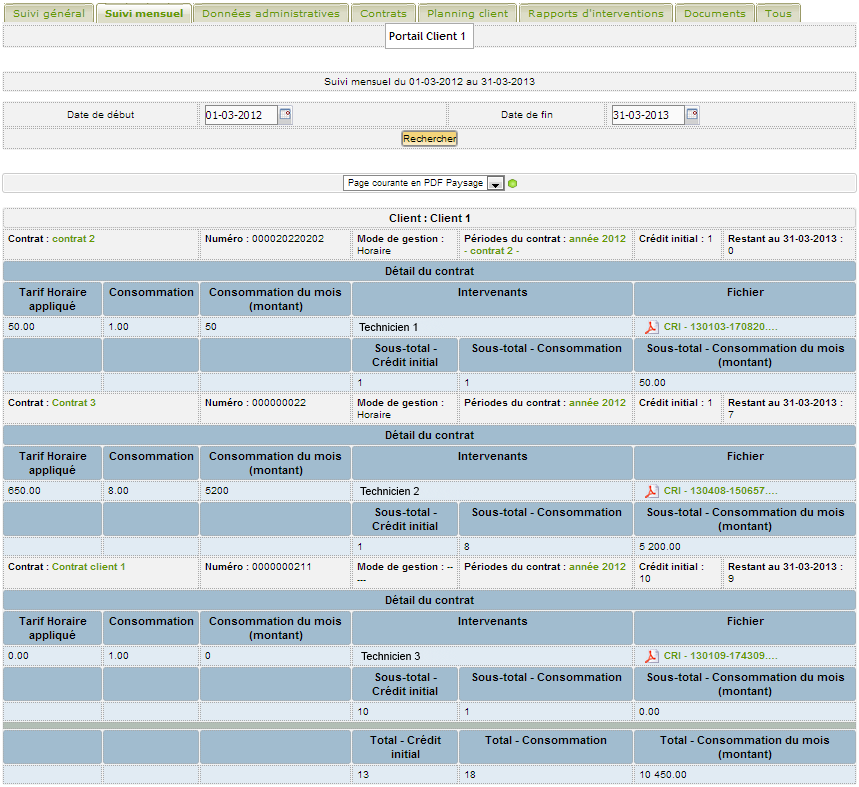 Suivi général Suivi mensuel Données administratives Contrats Planning client Rapports d'interventions Documents Tous
Portail Client 1
Suivi mensuel du 01-03-2012 au 31-03-2013
Date de début 01-03-2012 Date de fin 31-03-2013
Rechercher
Page courante en PDF Paysage
Client : Client 1
Contrat : contrat 2 Numéro : 000020220202 Mode de gestion : Périodes du contrat : année 2012 Crédit initial : 1 Restant au 31-03-2013 :
Horaire - contrat 2 - 0
Détail du contrat
Tarif Horaire Consommation Consommation du mois Intervenants Fichier
appliqué (montant)
50.00 1.00 50 Technicien 1 CRI - 130103-170820....
Sous-total - Sous-total - Consommation Sous-total - Consommation du mois
Crédit initial (montant)
1 1 50.00
Contrat : Contrat 3 Numéro : 000000022 Mode de gestion : Périodes du contrat : année 2012 Crédit initial : 1 Restant au 31-03-2013 :
Horaire 7
Détail du contrat
Tarif Horaire Consommation Consommation du mois Intervenants Fichier
appliqué (montant)
650.00 8.00 5200 Technicien 2 CRI - 130408-150657....
Sous-total - Sous-total - Consommation Sous-total - Consommation du mois
Crédit initial (montant)
1 8 5 200.00
Contrat : Contrat client 1 Numéro : 0000000211 Mode de gestion : -- Périodes du contrat : année 2012 Crédit initial : Restant au 31-03-2013 :
--- 10 9
Détail du contrat
Tarif Horaire Consommation Consommation du mois Intervenants Fichier
appliqué (montant)
0.00 1.00 0 Technicien 3 CRI - 130109-174309....
Sous-total - Sous-total - Consommation Sous-total - Consommation du mois
Crédit initial (montant)
10 1 0.00
Total - Crédit Total - Consommation Total - Consommation du mois
initial (montant)
13 18 10 450.00